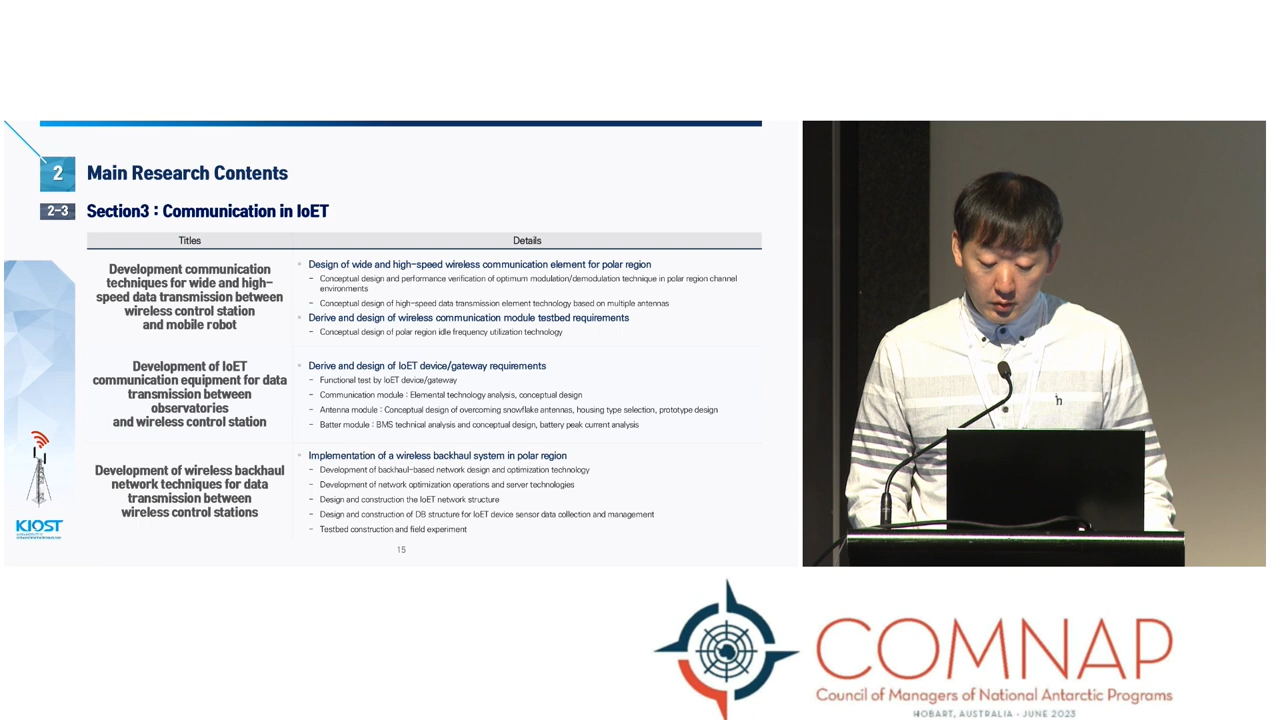 2
Main Research Contents
2-3
Section3 : Communication in IoET
Titles
Details
Development communication
techniques for wide and high-
speed data transmission between
wireless control station
and mobile robot
Design of wide and high-speed wireless communication element for polar region
- Conceptual design and performance verification of optimum modulation/demodulation technique in polar region channel
environments
- Conceptual design of high-speed data transmission element technology based on multiple antennas
Derive and design of wireless communication module testbed requirements
- Conceptual design of polar region idle frequency utilization technology
Development of IoET
communication equipment for data
transmission between
observatories
and wireless control station
Derive and design of IoET device/gateway requirements
- Functional test by IoET device/gateway
- Communication module : Elemental technology analysis, conceptual design
- Antenna module : Conceptual design of overcoming snowflake antennas, housing type selection, prototype design
- Batter module : BMS technical analysis and conceptual design, battery peak current analysis
Development of wireless backhaul
network techniques for data
transmission between
wireless control stations
Implementation of a wireless backhaul system in polar region
- Development of backhaul-based network design and optimization technology
- Development of network optimization operations and server technologies
- Design and construction the IoET network structure
- Design and construction of DB structure for IoET device sensor data collection and management
- Testbed construction and field experiment
KIOST
15
h
COMNAP
Council of Managers of National Antarctic Programs
HOBART, AUSTRALIA - JUNE 2023